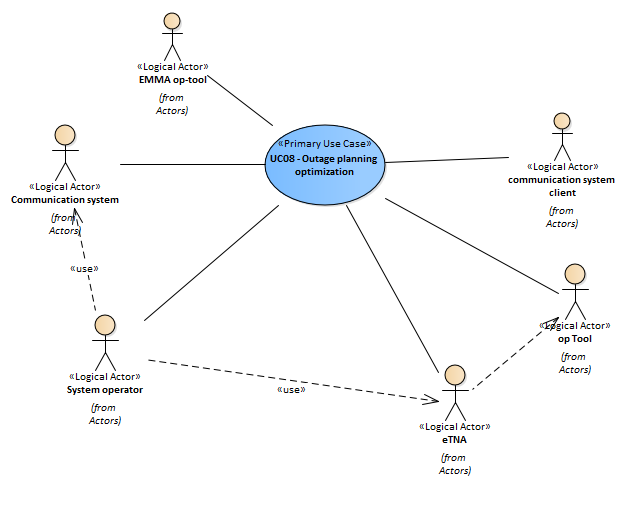 «Logical Actor»
EMMA op-tool
(from
Actors)
«Primary Use Case»
UC08 - Outage planning
optimization
«Logical Actor»
communication system
client
(from
Actors)
«Logical Actor»
Communication system
(from
Actors)
«use»
«Logical Actor»
op Tool
(from
Actors)
«Logical Actor»
System operator
(from
Actors)
«use»
«Logical Actor»
eTNA
(from
Actors)